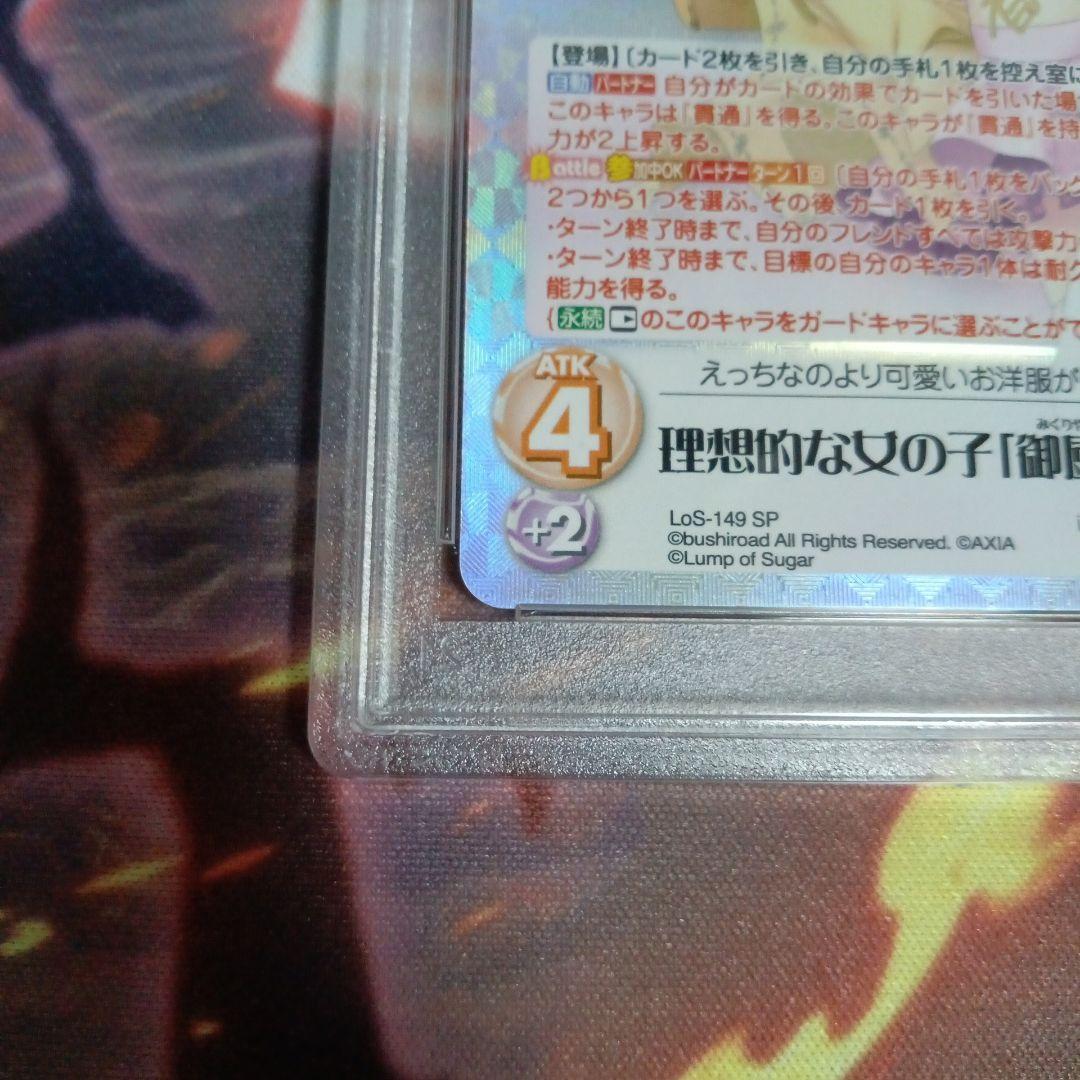 【登場】〔カード2枚を引き、自分の手札1枚を控え室に
自動 パートナー 自分がカードの効果でカードを引いた場
このキャラは『貫通』を得る。このキャラが『貫通』を持
力が2上昇する。
Battle 参加中OK パートナー ターン1回 〔自分の手札1枚をバック
2つから1つを選ぶ。その後、カード1枚を引く。
・ターン終了時まで、自分のフレンドすべては攻撃力
・ターン終了時まで、目標の自分のキャラ1体は耐久
能力を得る。
{永続 のこのキャラをガードキャラに選ぶことがで
ATK
4
えっちなのより可愛いお洋服が
みくりや
理想的な女の子「御
+2
LoS-149 SP
©bushiroad All Rights Reserved. ©AXIA
©Lump of Sugar